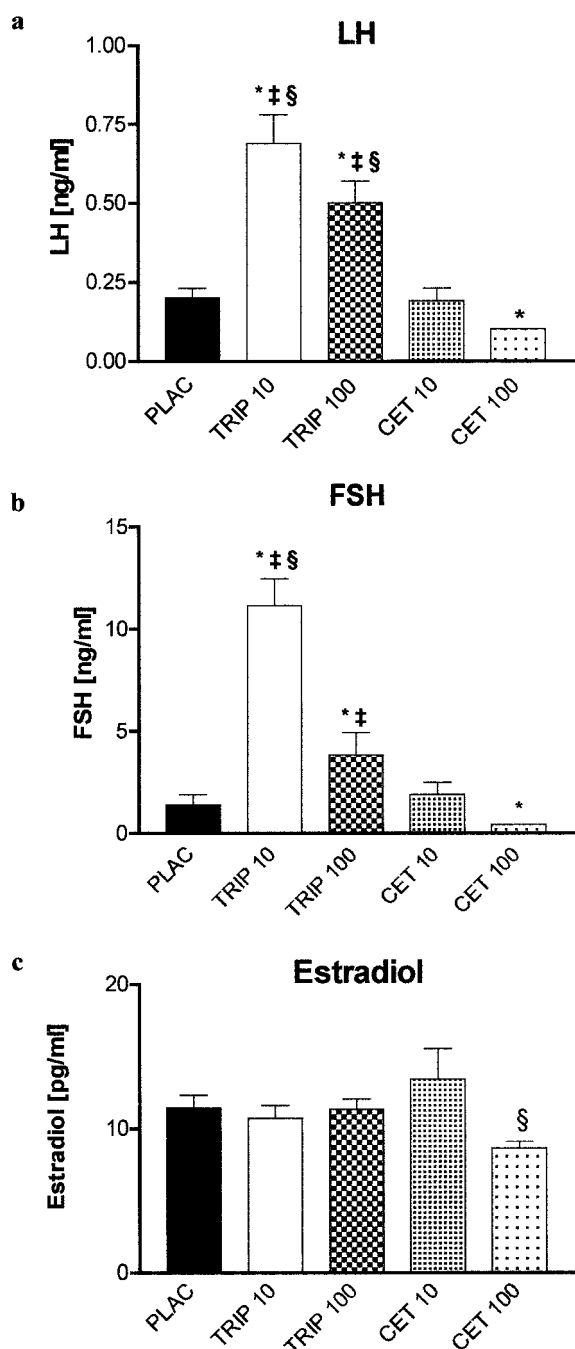 a
LH
1.00
* ‡ §
0.75
* ‡ §
LH [ng/ml]
0.50
0.25
*
0.00
PLAC
TRIP 10
TRIP 100
CET 10
CET 100
b
FSH
15
* ‡ §
10
FSH [ng/ml]
5
* ‡
*
0
PLAC
TRIP 10
TRIP 100
CET 10
CET 100
c
Estradiol
20
Estradiol [pg/ml]
10
§
0
PLAC
TRIP 10
TRIP 100
CET 10
CET 100